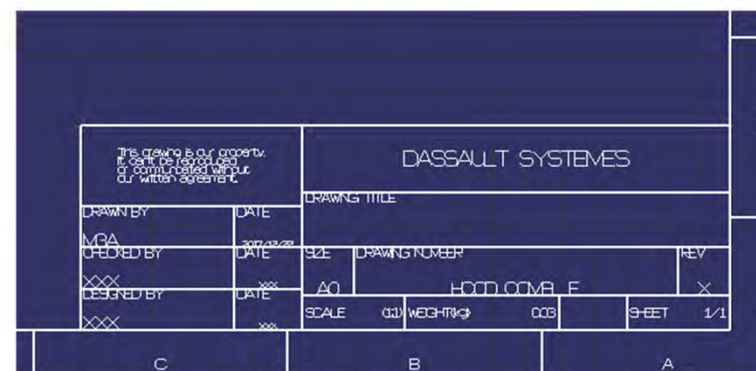 This drawing is our property.
It can't be reproduced
or communicated without
our written agreement.
DASSAULT SYSTEMES
DRAWING TITLE
DRAWN BY DATE
M3A
CHECKED BY DATE
XXX XXX
SIZE DRAWING NUMBER REV
A0 HOOD X
DESIGNED BY DATE
XXX XXX
SCALE (1:1) WEIGHT(kg) 0.03 SHEET 1/1
C B A